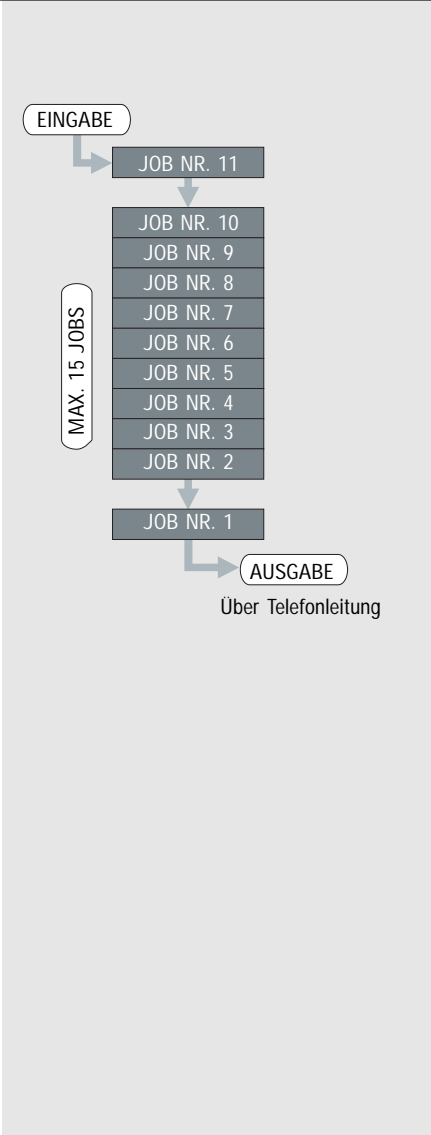 EINGABE
JOB NR. 11
JOB NR. 10
JOB NR. 9
JOB NR. 8
JOB NR. 7
JOB NR. 6
JOB NR. 5
JOB NR. 4
JOB NR. 3
JOB NR. 2
MAX. 15 JOBS
JOB NR. 1
AUSGABE
Über Telefonleitung